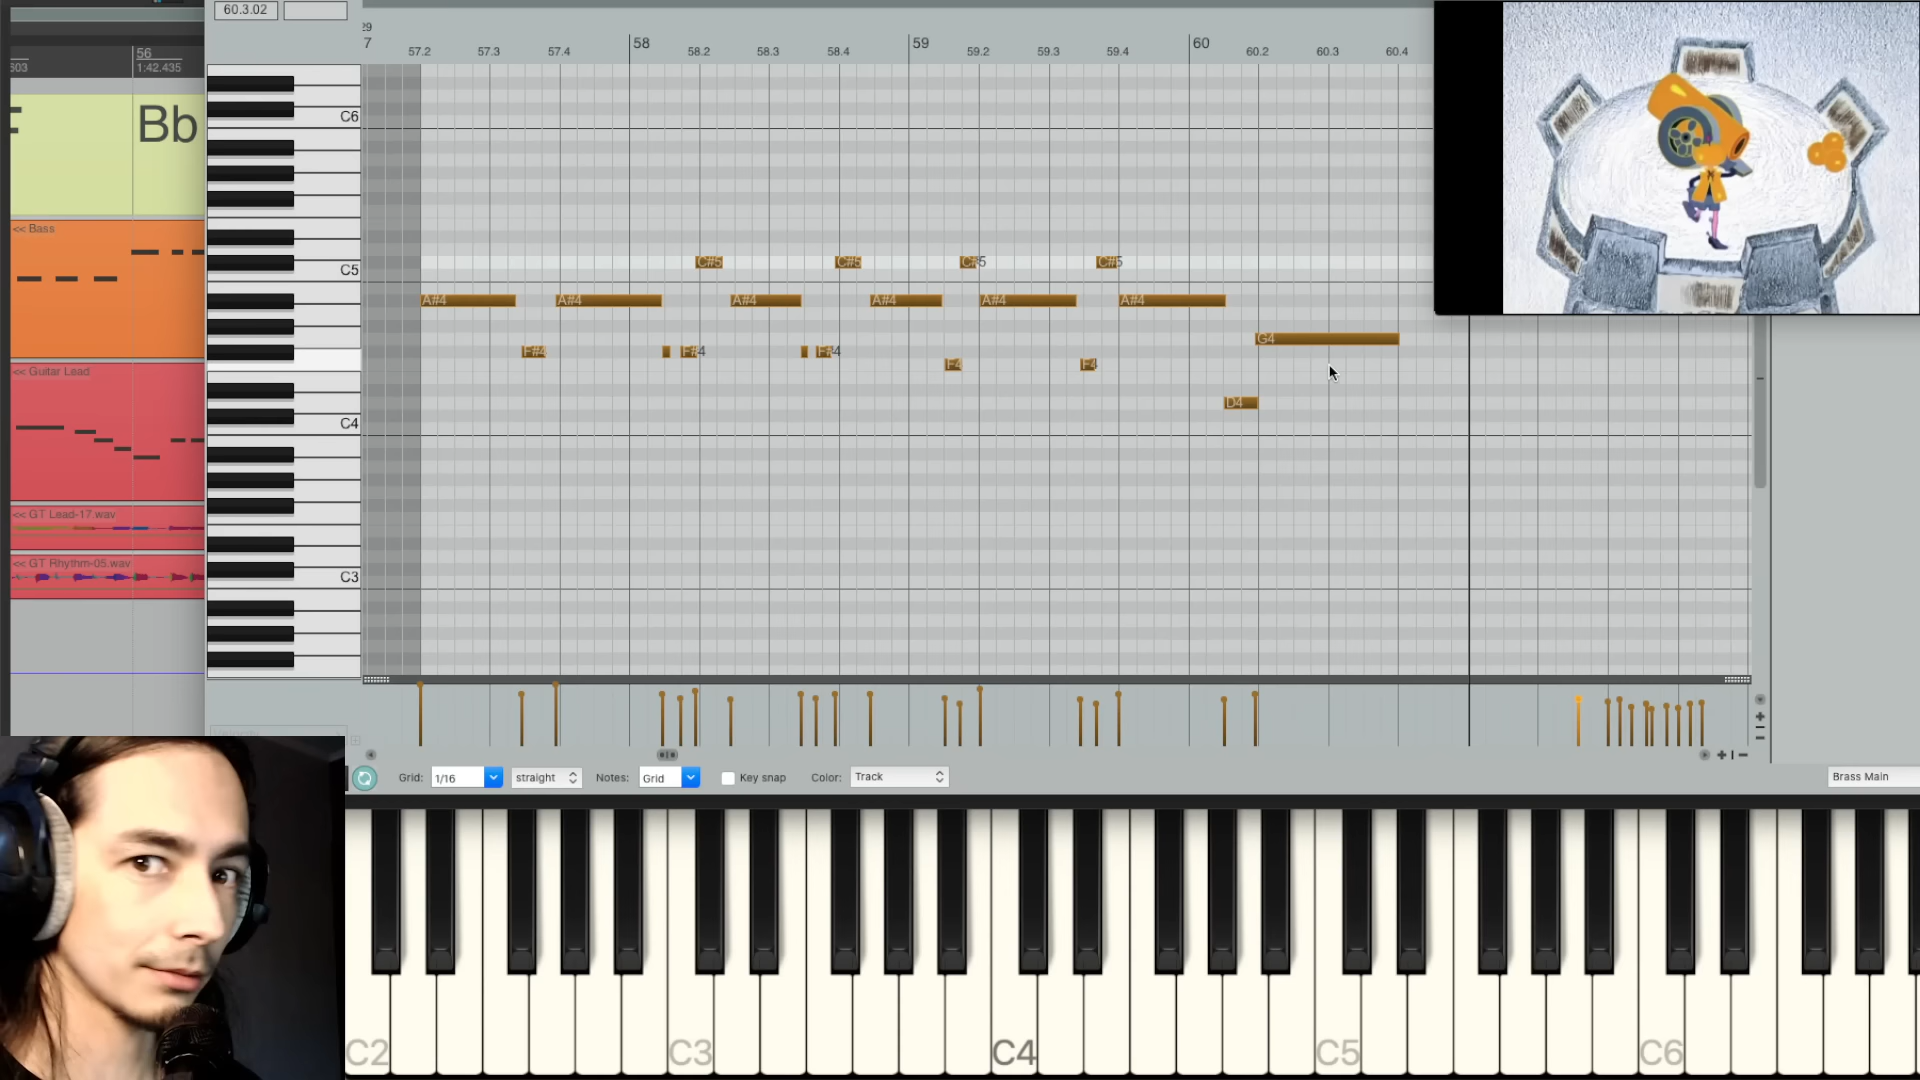 60.3.02
29
7 57.2 57.3 57.4 58 58.2 58.3 58.4 59 59.2 59.3 59.4 60 60.2 60.3 60.4
56
603 1:42.435
F Bb
C6
<< Bass
C#5 C#5 C#5 C#5
C5
A#4 A#4 A#4 A#4 A#4 A#4
G4
F#4 F#4 F#4
F4 F4
<< Guitar Lead
D4
C4
<< GT Lead-17.wav
<< GT Rhythm-05.wav
C3
Grid: 1/16 straight Notes: Grid Key snap Color: Track Brass Main
C2 C3 C4 C5 C6